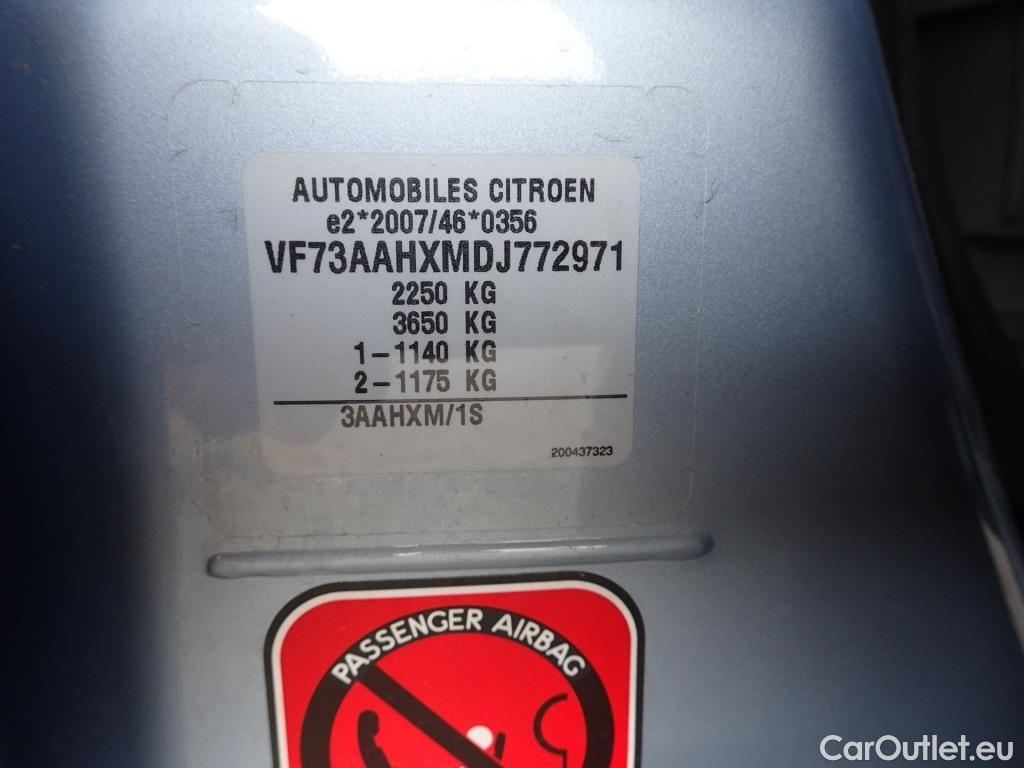 AUTOMOBILES CITROEN
e2*2007/46*0356
VF73AAHXMDJ772971
2250 KG
3650 KG
1-1140 KG
2-1175 KG
3AAHXM/1S
200437323
PASSENGER AIRBAG
CarOutlet.eu